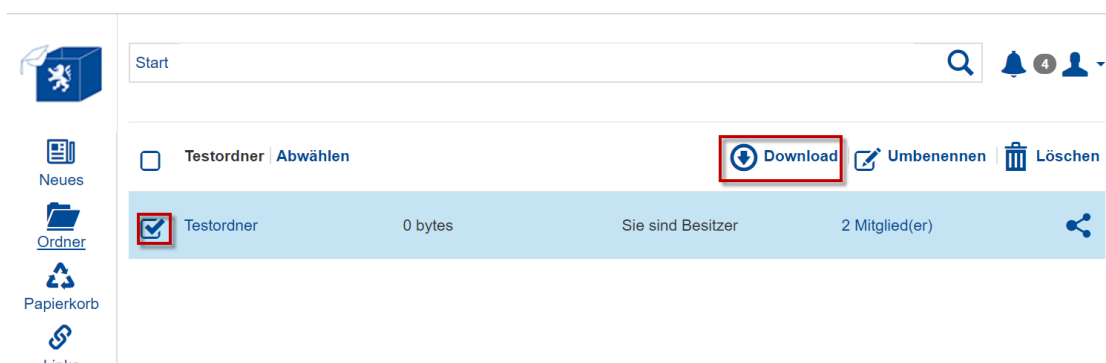 Start
4
Neues
Testordner Abwählen Download Umbenennen Löschen
Ordner
Testordner 0 bytes Sie sind Besitzer 2 Mitglied(er)
Papierkorb